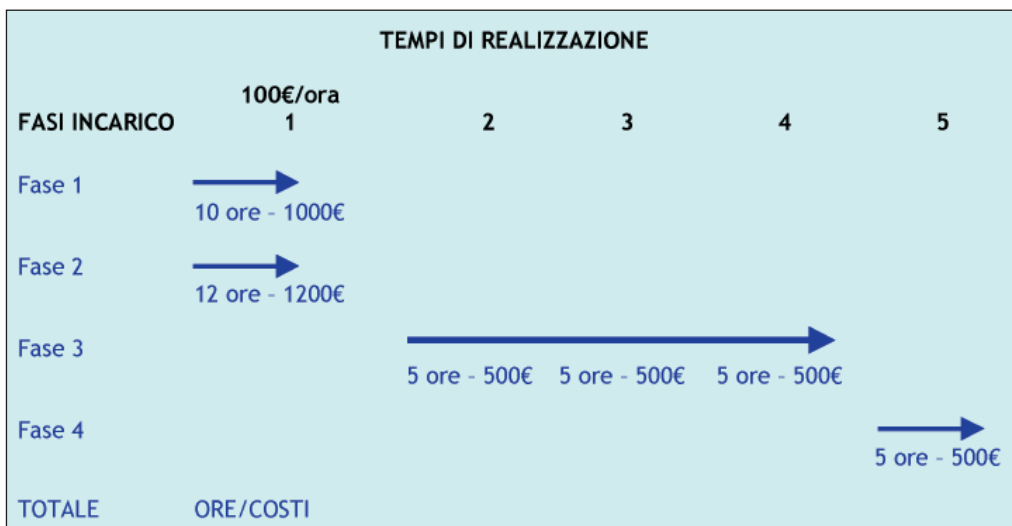 TEMPI DI REALIZZAZIONE
100€/ora
FASI INCARICO 1 2 3 4 5
Fase 1
10 ore – 1000€
Fase 2
12 ore – 1200€
Fase 3
5 ore – 500€ 5 ore – 500€ 5 ore – 500€
Fase 4
5 ore – 500€
TOTALE ORE/COSTI